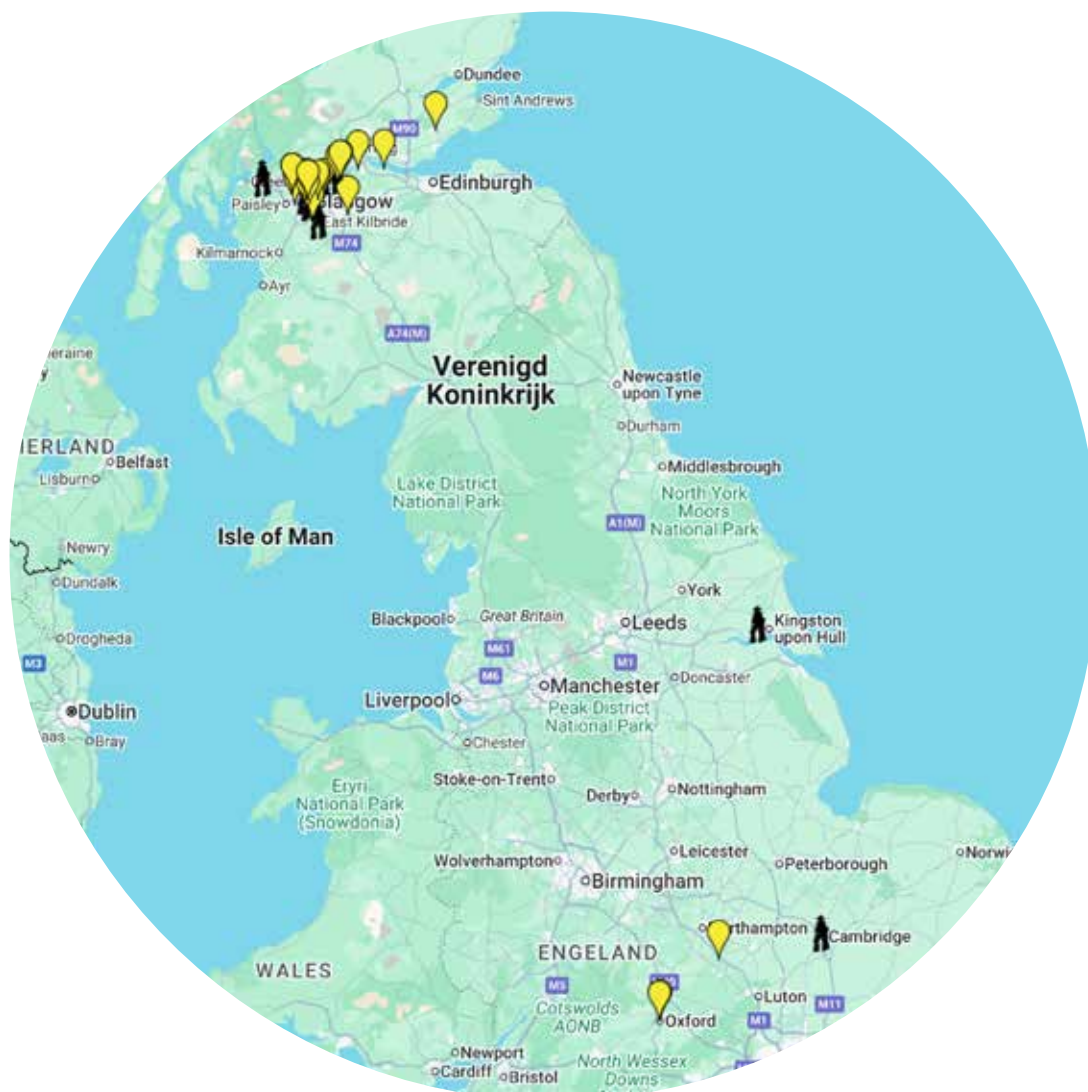 Dundee
Sint Andrews
M90
Edinburgh
Paisley
East Kilbride
M74
Kilmarnock
Ayr
A74(M)
Verenigd
Koninkrijk
Newcastle
upon Tyne
Durham
Belfast
Lisburn
Middlesbrough
Lake District
National Park
North York
Moors
National Park
A1(M)
Isle of Man
Newry
Dundalk
York
Blackpool
Great Britain
Leeds
Kingston
upon Hull
Drogheda
M61
M3
M1
M6
Manchester
Doncaster
Liverpool
Peak District
National Park
Dublin
Bray
Chester
Stoke-on-Trent
Eryri
National Park
(Snowdonia)
Derby
Nottingham
Wolverhampton
Leicester
Peterborough
Birmingham
Cambridge
ENGELAND
WALES
M5
Luton
M11
Cotswolds
AONB
Oxford
M1
Newport
North Wessex
Downs
Cardiff
Bristol